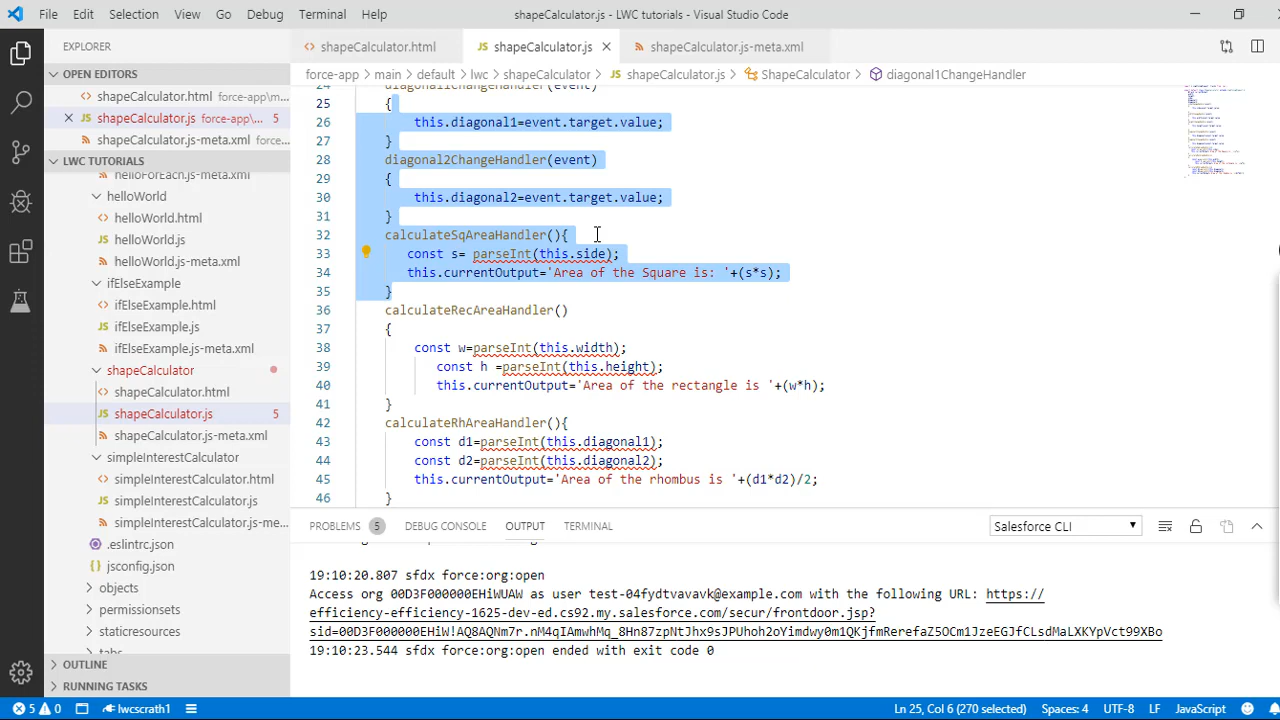 File Edit Selection View Go Debug Terminal Help
shapeCalculator.js - LWC tutorials - Visual Studio Code
EXPLORER
shapeCalculator.html
shapeCalculator.js
shapeCalculator.js-meta.xml
OPEN EDITORS
force-app > main > default > lwc > shapeCalculator > shapeCalculator.js > ShapeCalculator > diagonal1ChangeHandler
shapeCalculator.html force-app\m...
shapeCalculator.js force-app\... 5
shapeCalculator.js-meta.xml force-...
LWC TUTORIALS
helloForEach.js-meta.xml
helloWorld
helloWorld.html
helloWorld.js
helloWorld.js-meta.xml
ifElseExample
ifElseExample.html
ifElseExample.js
ifElseExample.js-meta.xml
shapeCalculator
shapeCalculator.html
shapeCalculator.js 5
shapeCalculator.js-meta.xml
simpleInterestCalculator
simpleInterestCalculator.html
simpleInterestCalculator.js
simpleInterestCalculator.js-me...
.eslintrc.json
jsconfig.json
objects
permissionsets
staticresources
tabs
OUTLINE
RUNNING TASKS
24 diagonal1ChangeHandler(event)
25 {
26 this.diagonal1=event.target.value;
27 }
28 diagonal2ChangeHandler(event)
29 {
30 this.diagonal2=event.target.value;
31 }
32 calculateSqAreaHandler(){
33 const s= parseInt(this.side);
34 this.currentOutput='Area of the Square is: '+(s*s);
35 }
36 calculateRecAreaHandler()
37 {
38 const w=parseInt(this.width);
39 const h =parseInt(this.height);
40 this.currentOutput='Area of the rectangle is '+(w*h);
41 }
42 calculateRhAreaHandler(){
43 const d1=parseInt(this.diagonal1);
44 const d2=parseInt(this.diagonal2);
45 this.currentOutput='Area of the rhombus is '+(d1*d2)/2;
46 }
PROBLEMS 5 DEBUG CONSOLE OUTPUT TERMINAL Salesforce CLI
19:10:20.807 sfdx force:org:open
Access org 00D3F000000EHiWUAW as user test-04fydtvavavk@example.com with the following URL: https://
efficiency-efficiency-1625-dev-ed.cs92.my.salesforce.com/secur/frontdoor.jsp?
sid=00D3F000000EHiW!AQ8AQNm7r.nM4qIAmwhMq_8Hn87zpNtJhx9sJPUhoh2oYimdwy0m1QKjfmRerefaZ5OCm1JzeEGJfCLsdMaLXKYpVct99XBo
19:10:23.544 sfdx force:org:open ended with exit code 0
5 0 lwcscrath1 Ln 25, Col 6 (270 selected) Spaces: 4 UTF-8 LF JavaScript